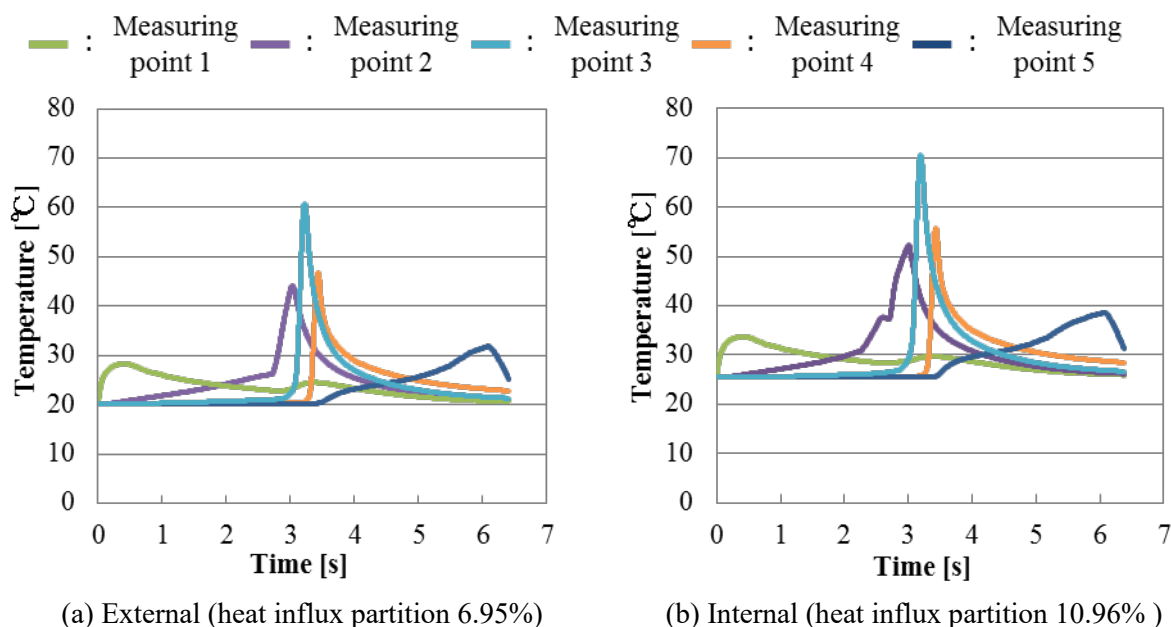 : Measuring point 1
: Measuring point 2
: Measuring point 3
: Measuring point 4
: Measuring point 5
Temperature [℃]
80
70
60
50
40
30
20
10
0
0 1 2 3 4 5 6 7
Time [s]
(a) External (heat influx partition 6.95%)
Temperature [℃]
80
70
60
50
40
30
20
10
0
0 1 2 3 4 5 6 7
Time [s]
(b) Internal (heat influx partition 10.96% )